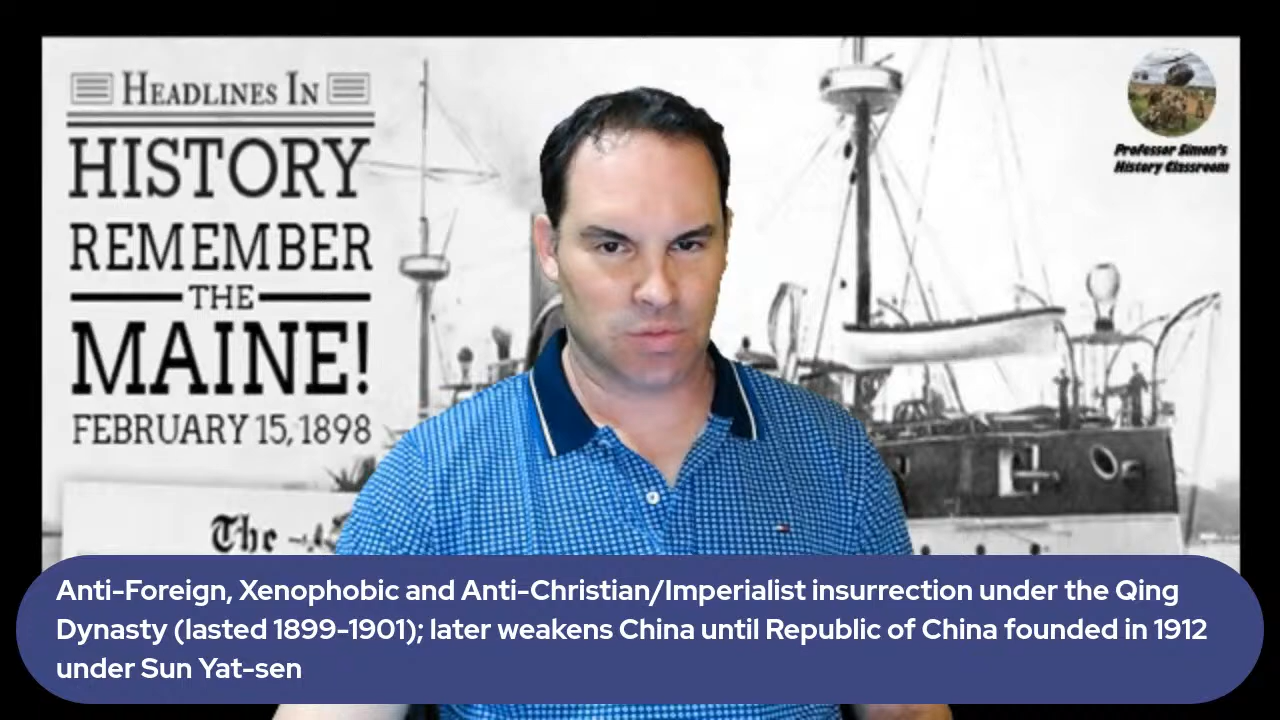 HEADLINES IN
HISTORY
REMEMBER
THE
MAINE!
FEBRUARY 15, 1898
Professor Simon's
History Classroom
The
Anti-Foreign, Xenophobic and Anti-Christian/Imperialist insurrection under the Qing
Dynasty (lasted 1899-1901); later weakens China until Republic of China founded in 1912
under Sun Yat-sen